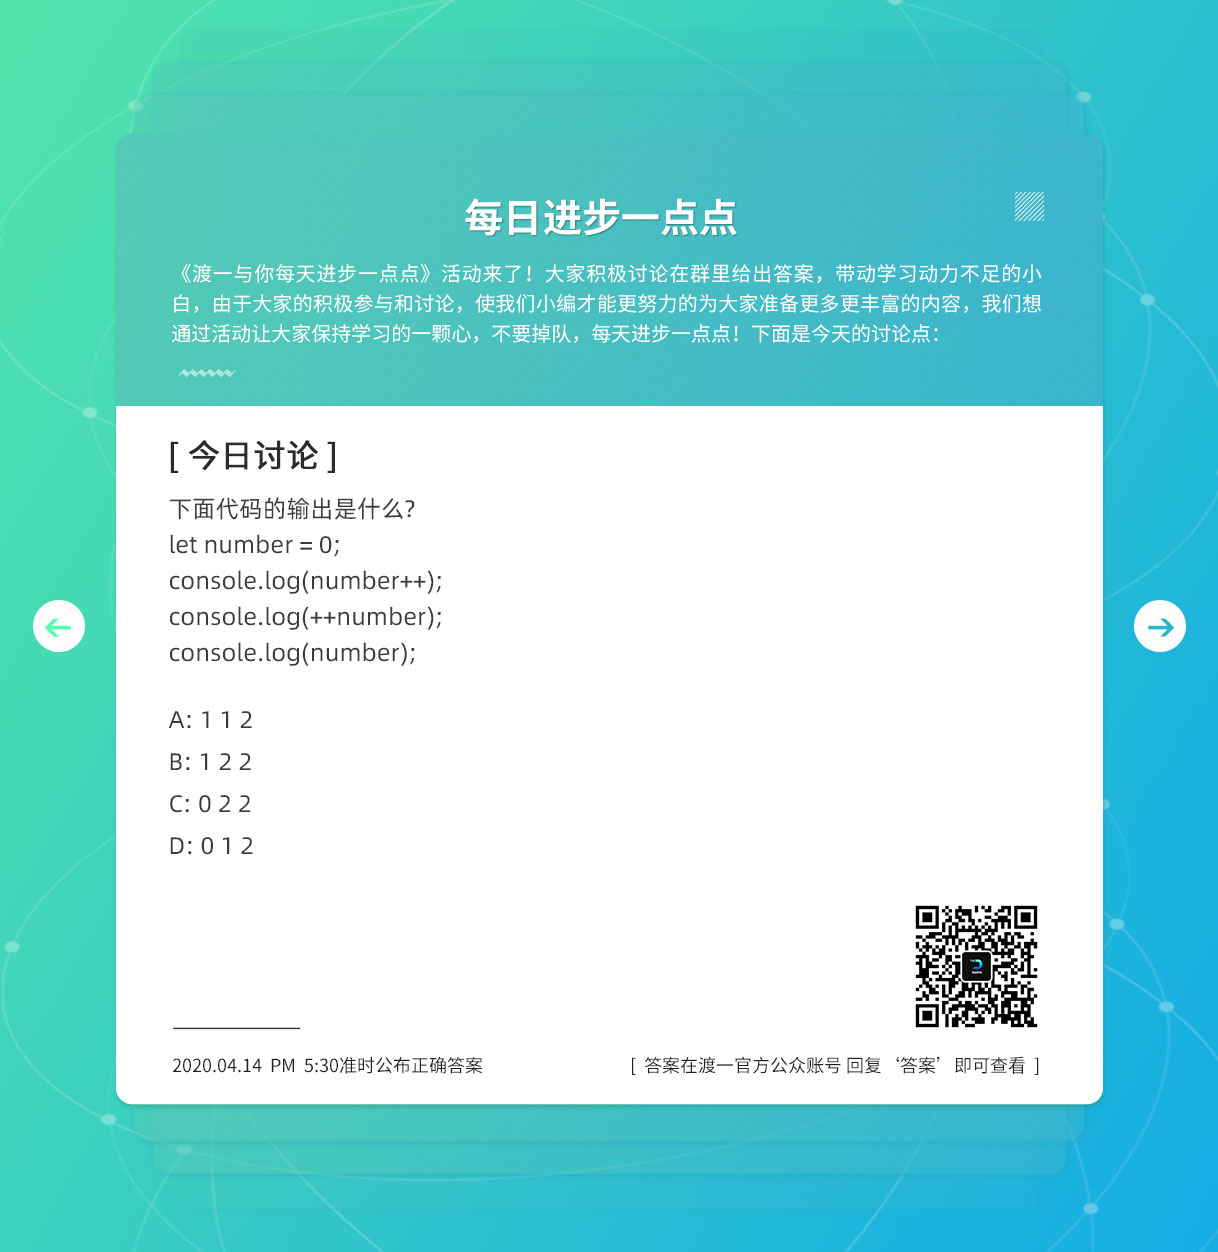 每日进步一点点
《渡一与你每天进步一点点》活动来了！大家积极讨论在群里给出答案，带动学习动力不足的小
白，由于大家的积极参与和讨论，使我们小编才能更努力的为大家准备更多更丰富的内容，我们想
通过活动让大家保持学习的一颗心，不要掉队，每天进步一点点！下面是今天的讨论点：
[ 今日讨论 ]
下面代码的输出是什么?
let number = 0;
console.log(number++);
console.log(++number);
console.log(number);
A: 1 1 2
B: 1 2 2
C: 0 2 2
D: 0 1 2
2020.04.14 PM 5:30准时公布正确答案
[ 答案在渡一官方公众账号 回复 ‘答案’ 即可查看 ]